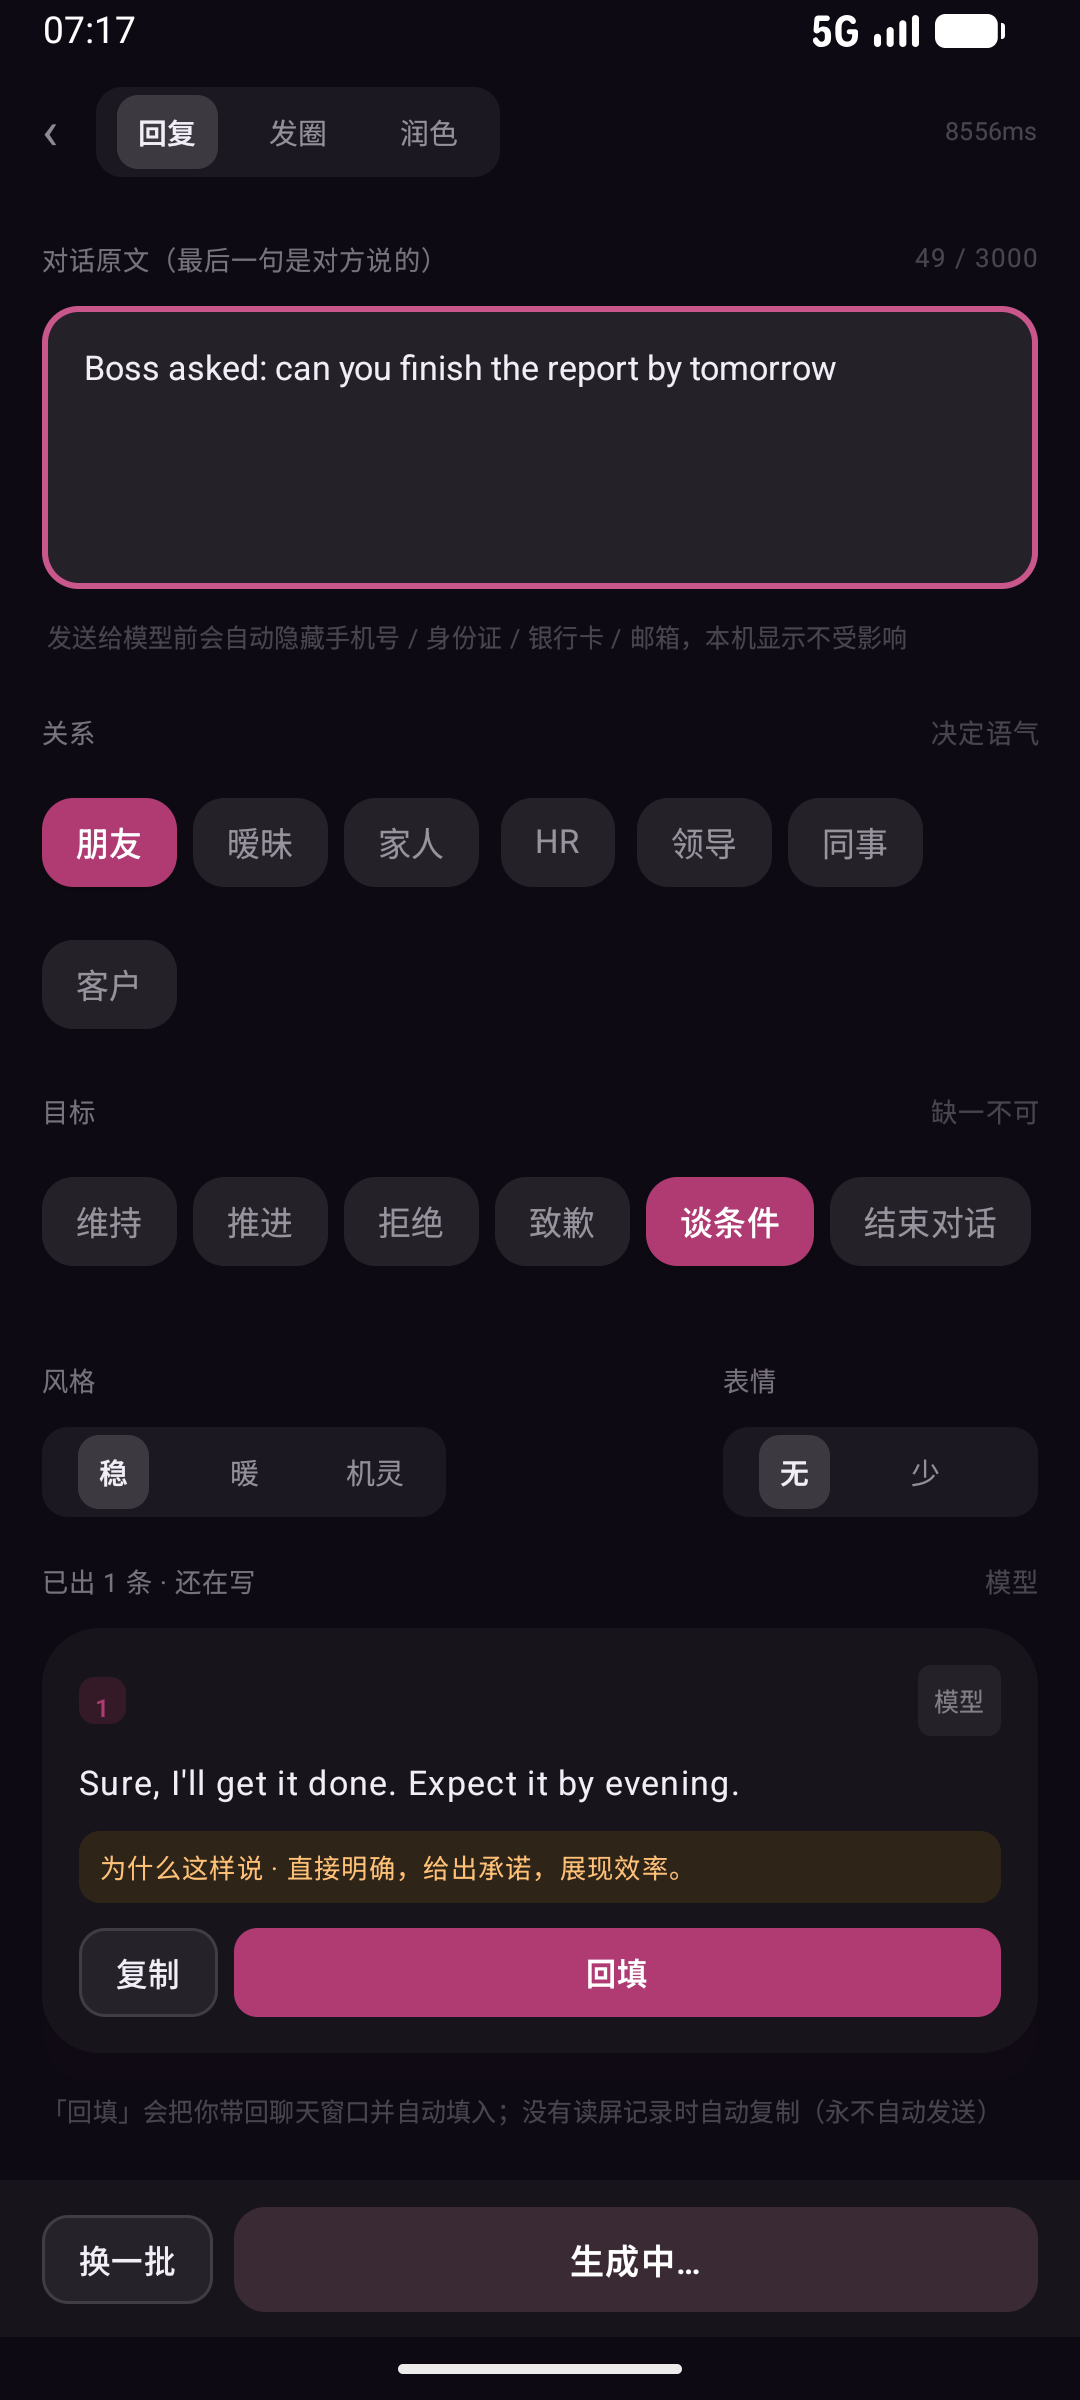 07:17
5G
回复 发圈 润色
8556ms
对话原文（最后一句是对方说的）
49 / 3000
Boss asked: can you finish the report by tomorrow
发送给模型前会自动隐藏手机号 / 身份证 / 银行卡 / 邮箱，本机显示不受影响
关系
决定语气
朋友 暧昧 家人 HR 领导 同事
客户
目标
缺一不可
维持 推进 拒绝 致歉 谈条件 结束对话
风格
表情
稳 暖 机灵
无 少
已出 1 条 · 还在写
模型
1
模型
Sure, I'll get it done. Expect it by evening.
为什么这样说 · 直接明确，给出承诺，展现效率。
复制
回填
「回填」会把你带回聊天窗口并自动填入；没有读屏记录时自动复制（永不自动发送）
换一批
生成中…